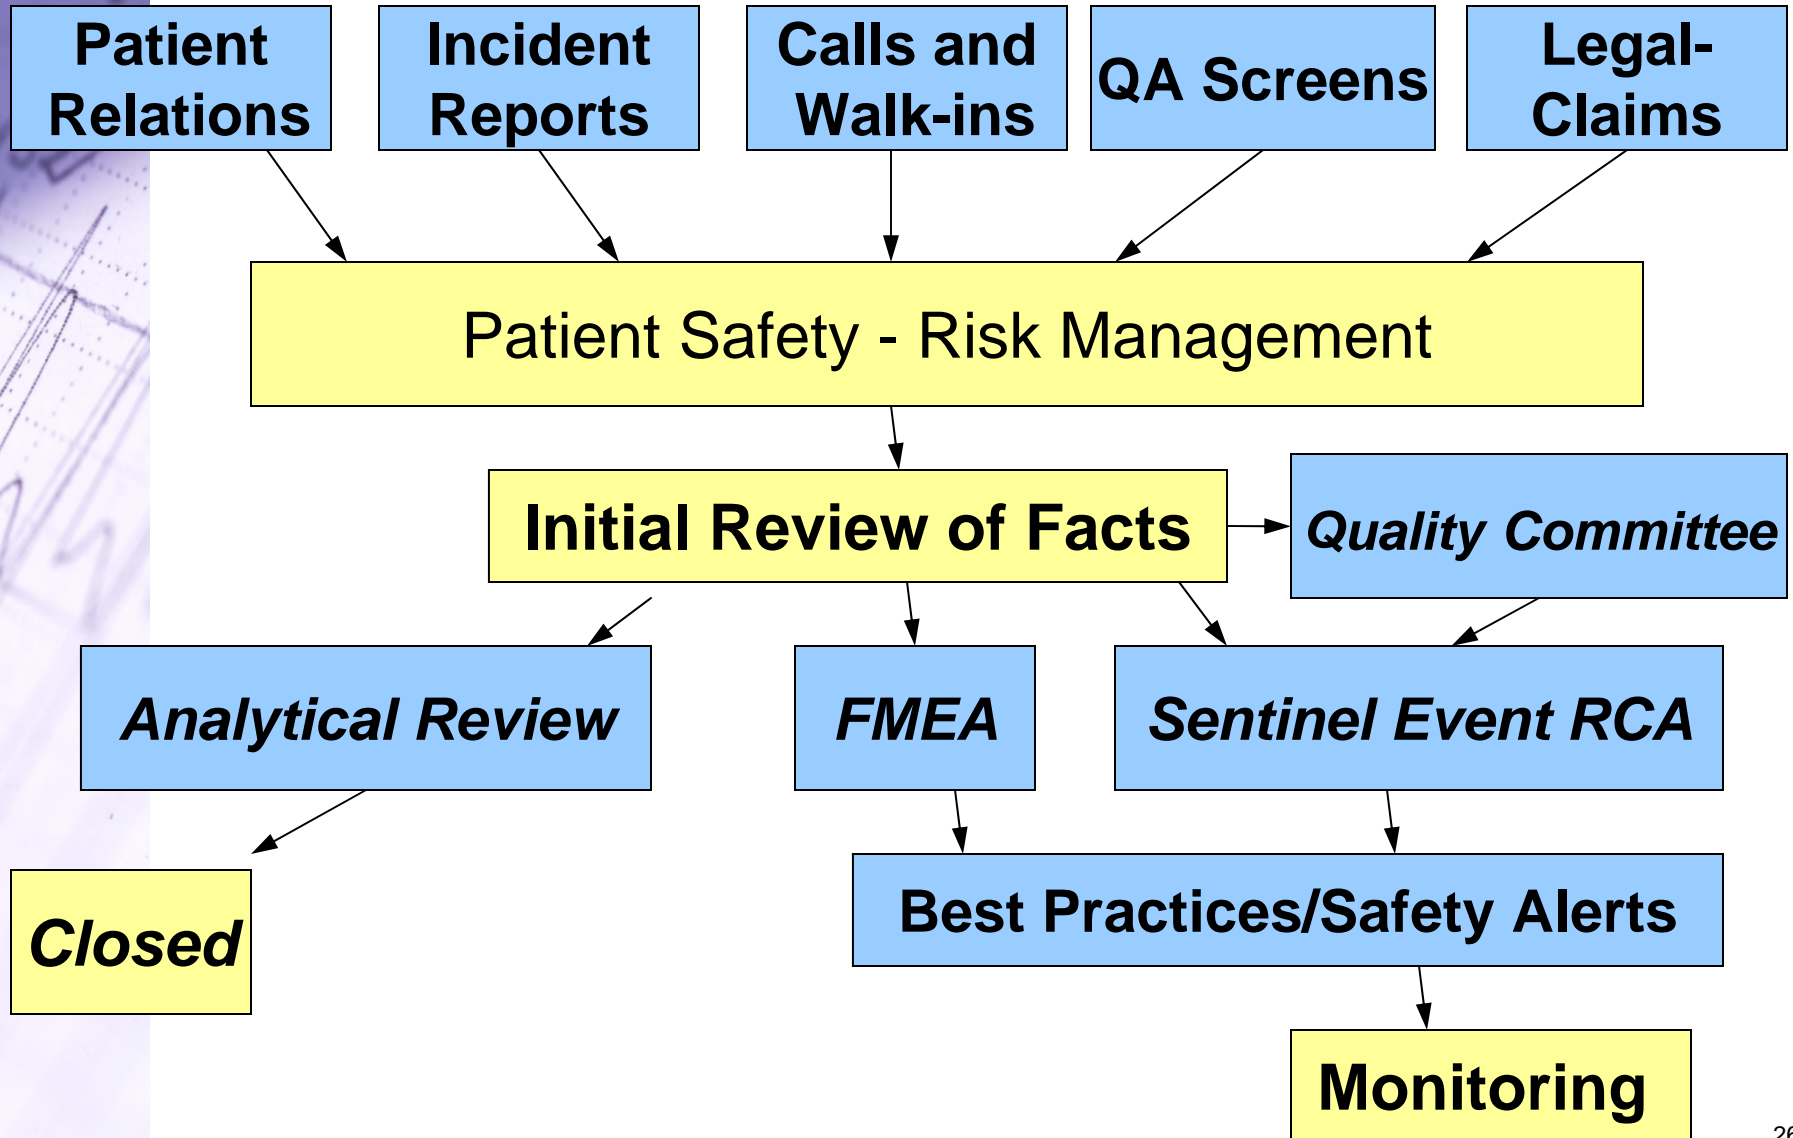 Patient
Relations
Incident
Reports
Calls and
Walk-ins
QA Screens
Legal-
Claims
Patient Safety - Risk Management
Initial Review of Facts
Quality Committee
Analytical Review
FMEA
Sentinel Event RCA
Best Practices/Safety Alerts
Closed
Monitoring
26